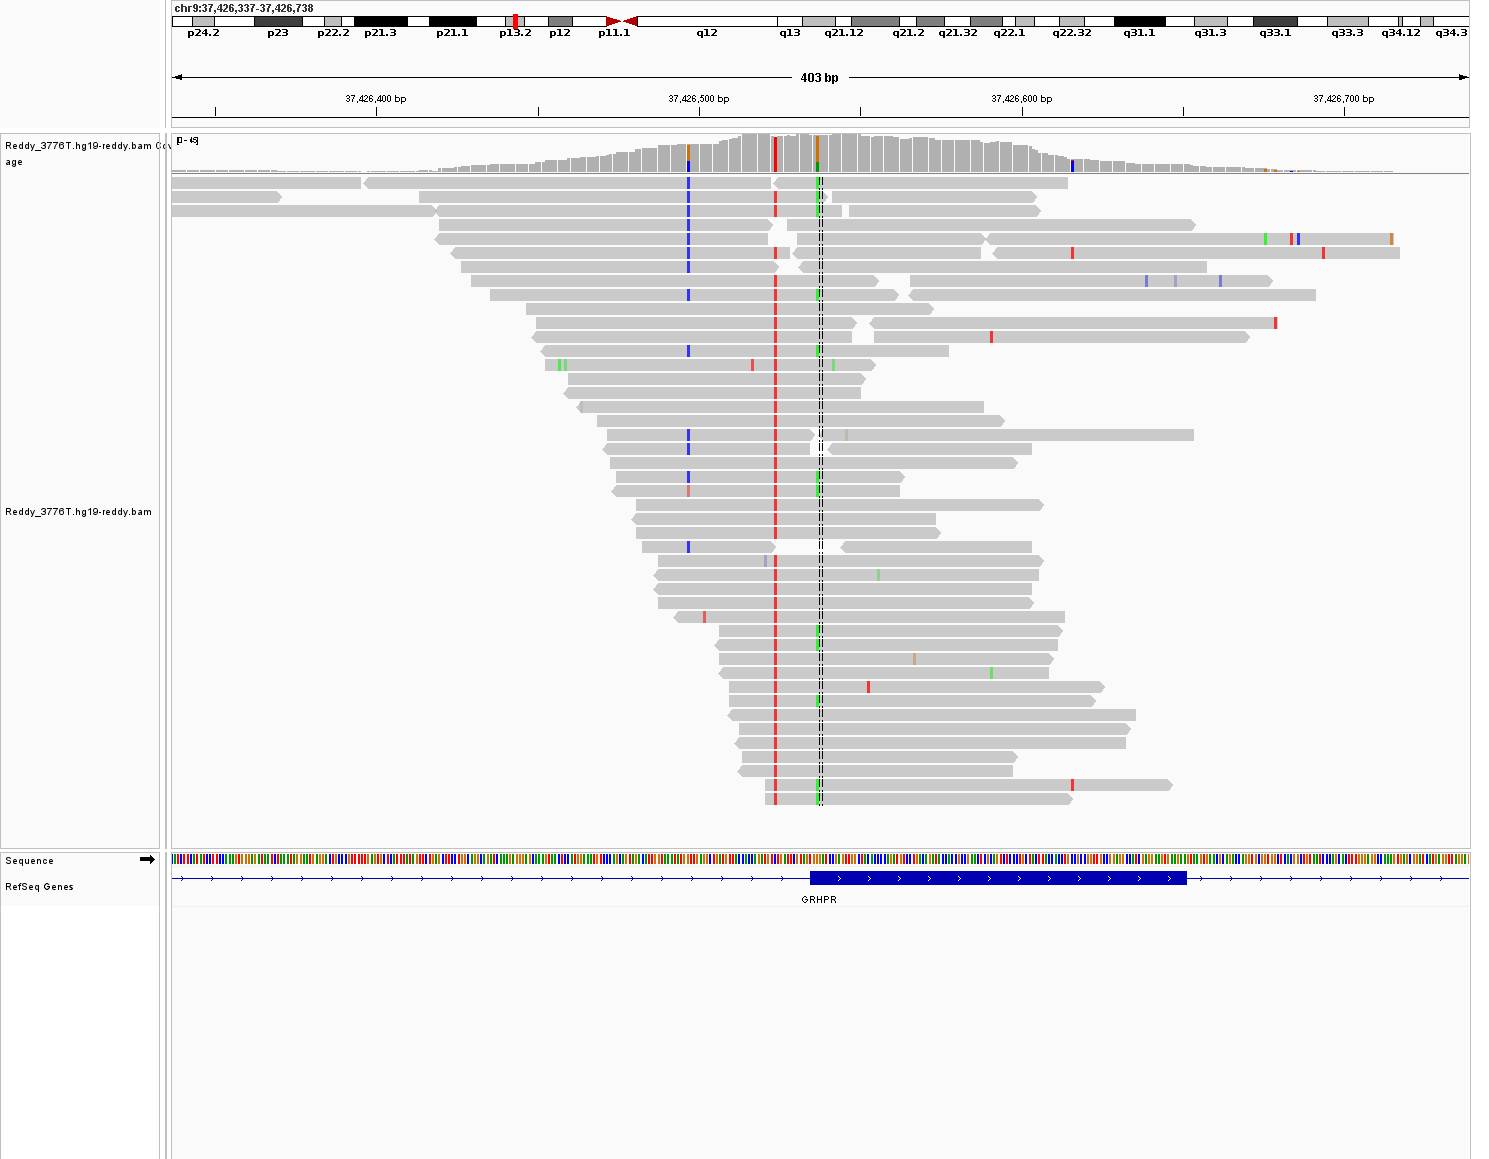 chr9:37,426,337-37,426,738
p24.2 p23 p22.2 p21.3 p21.1 p13.2 p12 p11.1 q12 q13 q21.12 q21.2 q21.32 q22.1 q22.32 q31.1 q31.3 q33.1 q33.3 q34.12 q34.3
403 bp
37,426,400 bp 37,426,500 bp 37,426,600 bp 37,426,700 bp
Reddy_3776T.hg19-reddy.bam Cov
age
Reddy_3776T.hg19-reddy.bam
Sequence
RefSeq Genes
GRHPR